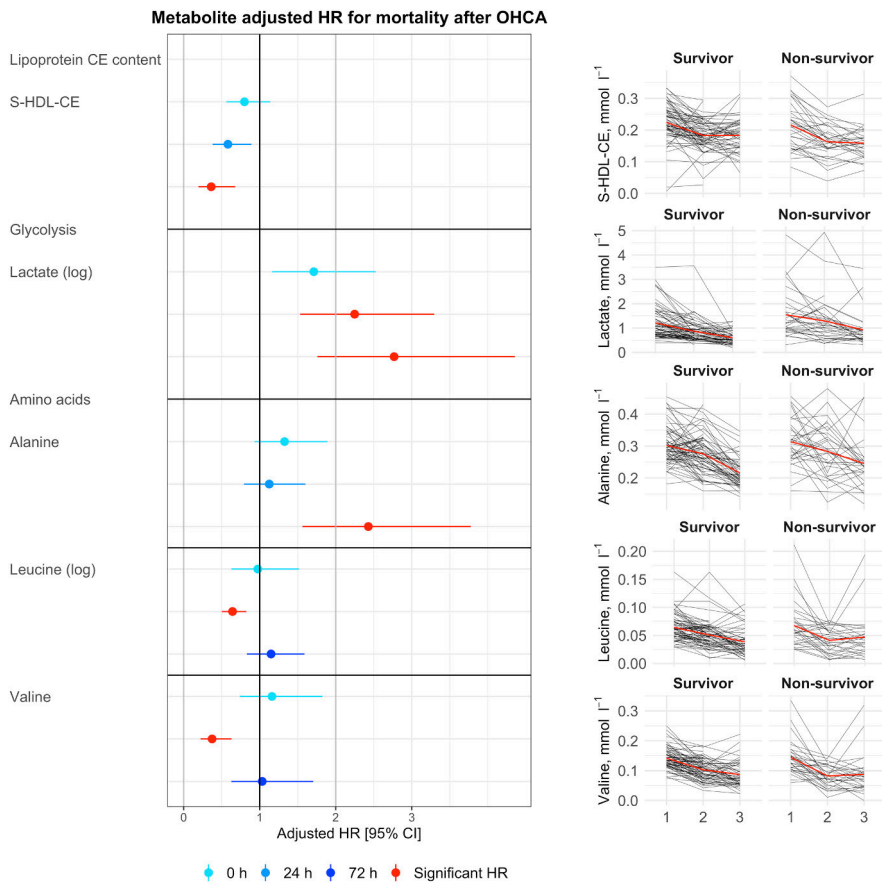 Metabolite adjusted HR for mortality after OHCA
Lipoprotein CE content
S-HDL-CE
Glycolysis
Lactate (log)
Amino acids
Alanine
Leucine (log)
Valine
0 1 2 3
Adjusted HR [95% CI]
0 h 24 h 72 h Significant HR
Survivor Non-survivor
S-HDL-CE, mmol l⁻¹
0.3
0.2
0.1
0.0
Survivor Non-survivor
Lactate, mmol l⁻¹
5
4
3
2
1
0
Survivor Non-survivor
Alanine, mmol l⁻¹
0.4
0.3
0.2
Survivor Non-survivor
Leucine, mmol l⁻¹
0.20
0.15
0.10
0.05
0.00
Survivor Non-survivor
Valine, mmol l⁻¹
0.3
0.2
0.1
0.0
1 2 3 1 2 3